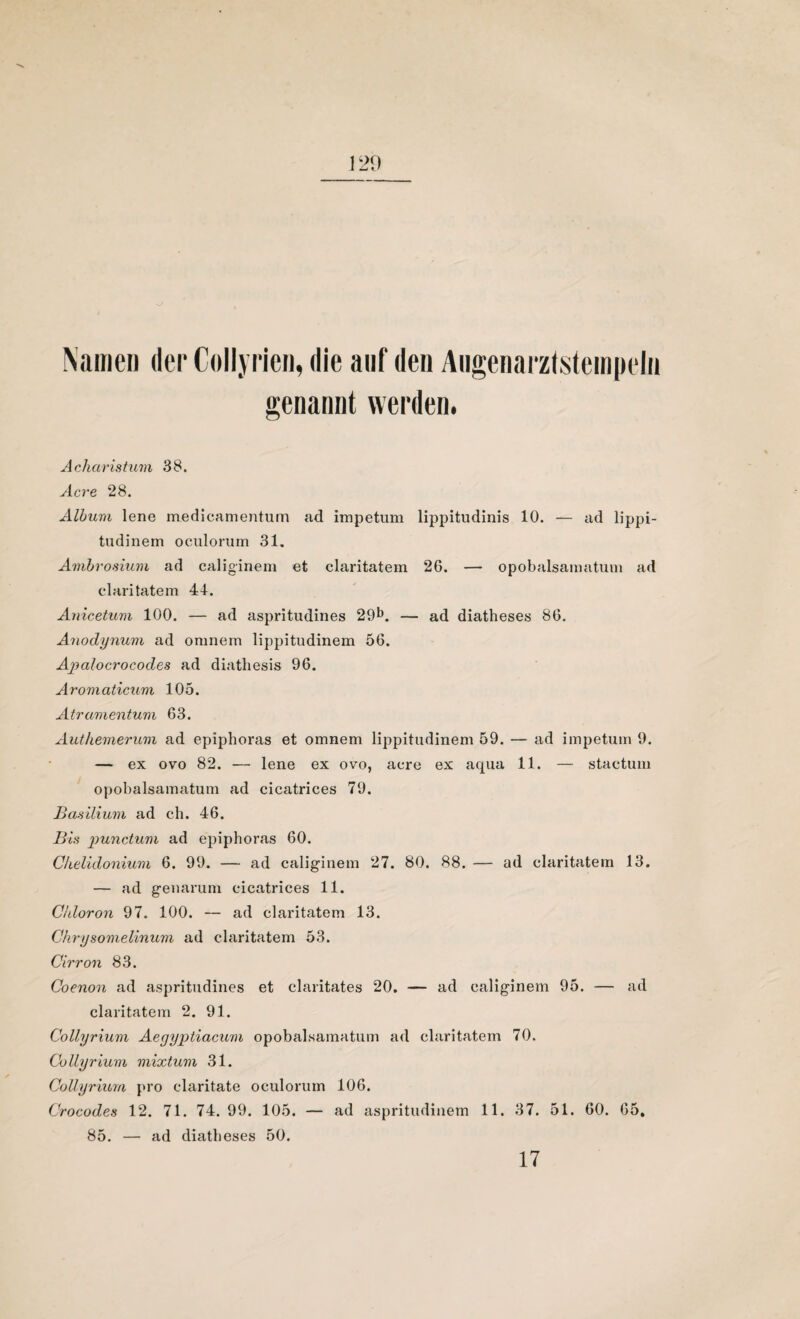 129
Namen der Collyrien, die auf den Augenarztstempeln
genannt werden.
Acharistum 38.
Acre 28.
Album lene medicamentum ad impetum lippitudinis 10. — ad lippi-
tudinem oculorum 31.
Ambrosium ad caliginem et claritatem 26. — opobalsamatum ad
claritatem 44.
Anicetum 100. — ad aspritudines 29b. — ad diatheses 86.
Anodynum ad omnem lippitudinem 56.
Apalocrocodes ad diathesis 96.
Aromaticum 105.
Atramentum 63.
Authemerum ad epiphoras et omnem lippitudinem 59. — ad impetum 9.
— ex ovo 82. — lene ex ovo, acre ex aqua 11. — stactum
opobalsamatum ad cicatrices 79.
Basilium ad ch. 46.
Bis punctum ad epiphoras 60.
Chelidonium 6. 99. — ad caliginem 27. 80. 88. — ad claritatem 13.
— ad genarum cicatrices 11.
Chloron 97. 100. — ad claritatem 13.
Chrysomelinum ad claritatem 53.
Cirron 83.
Coenon ad aspritudines et claritates 20. — ad caliginem 95. — ad
claritatem 2. 91.
Collyrium Aegyptiacum opobalsamatum ad claritatem 70.
Collyrium mixtum 31.
Collyrium pro claritate oculorum 106.
Crocodes 12. 71. 74. 99. 105. — ad aspritudinem 11. 37. 51. 60. 65.
85. — ad diatheses 50.
17